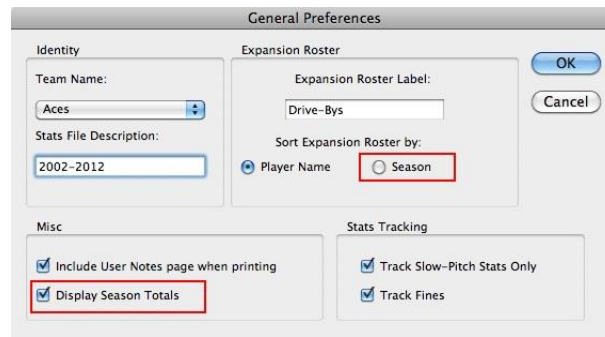 General Preferences
Identity
Team Name:
Aces
Stats File Description:
2002-2012
Expansion Roster
Expansion Roster Label:
Drive-Bys
Sort Expansion Roster by:
Player Name
Season
OK
Cancel
Misc
Include User Notes page when printing
Display Season Totals
Stats Tracking
Track Slow-Pitch Stats Only
Track Fines